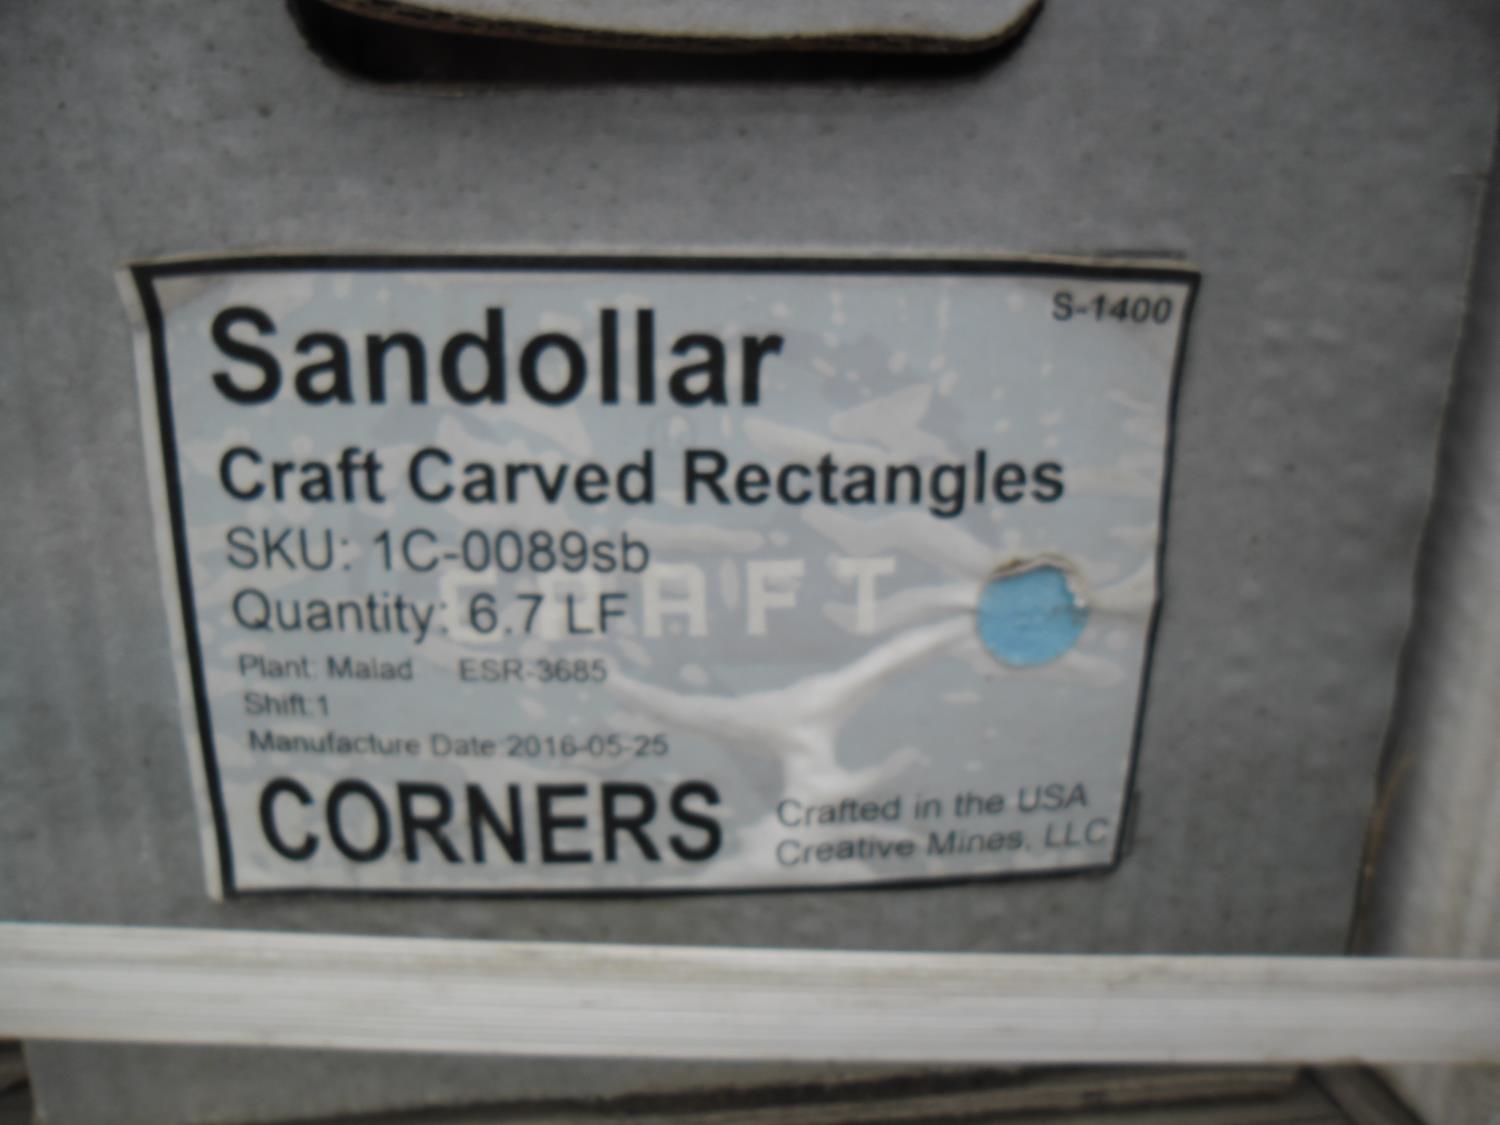 S-1400
Sandollar
Craft Carved Rectangles
SKU: 1C-0089sb
CRAFT
Quantity: 6.7 LF
Plant: Malad ESR-3685
Shift:1
Manufacture Date:2016-05-25
CORNERS
Crafted in the USA
Creative Mines, LLC